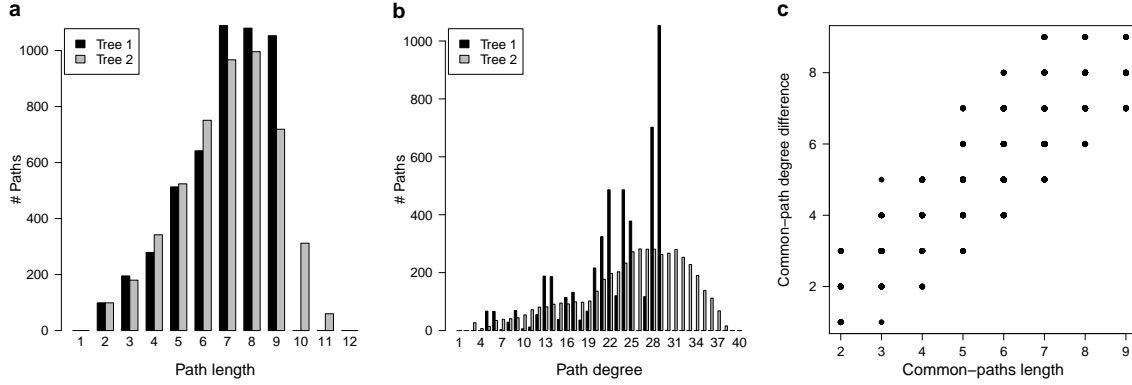 a
Tree 1
Tree 2
# Paths
0
200
400
600
800
1000
1 2 3 4 5 6 7 8 9 10 11 12
Path length
b
Tree 1
Tree 2
# Paths
0
200
400
600
800
1000
1 4 7 10 13 16 19 22 25 28 31 34 37 40
Path degree
c
Common−path degree difference
2
4
6
8
2 3 4 5 6 7 8 9
Common−paths length